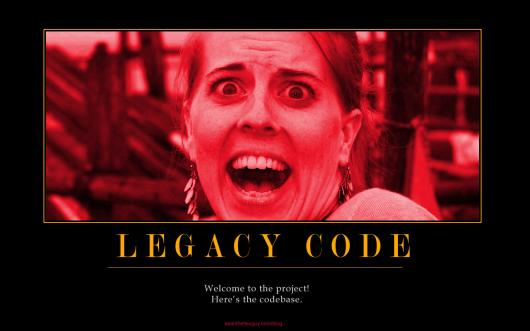 LEGACY CODE
Welcome to the project!
Here's the codebase.